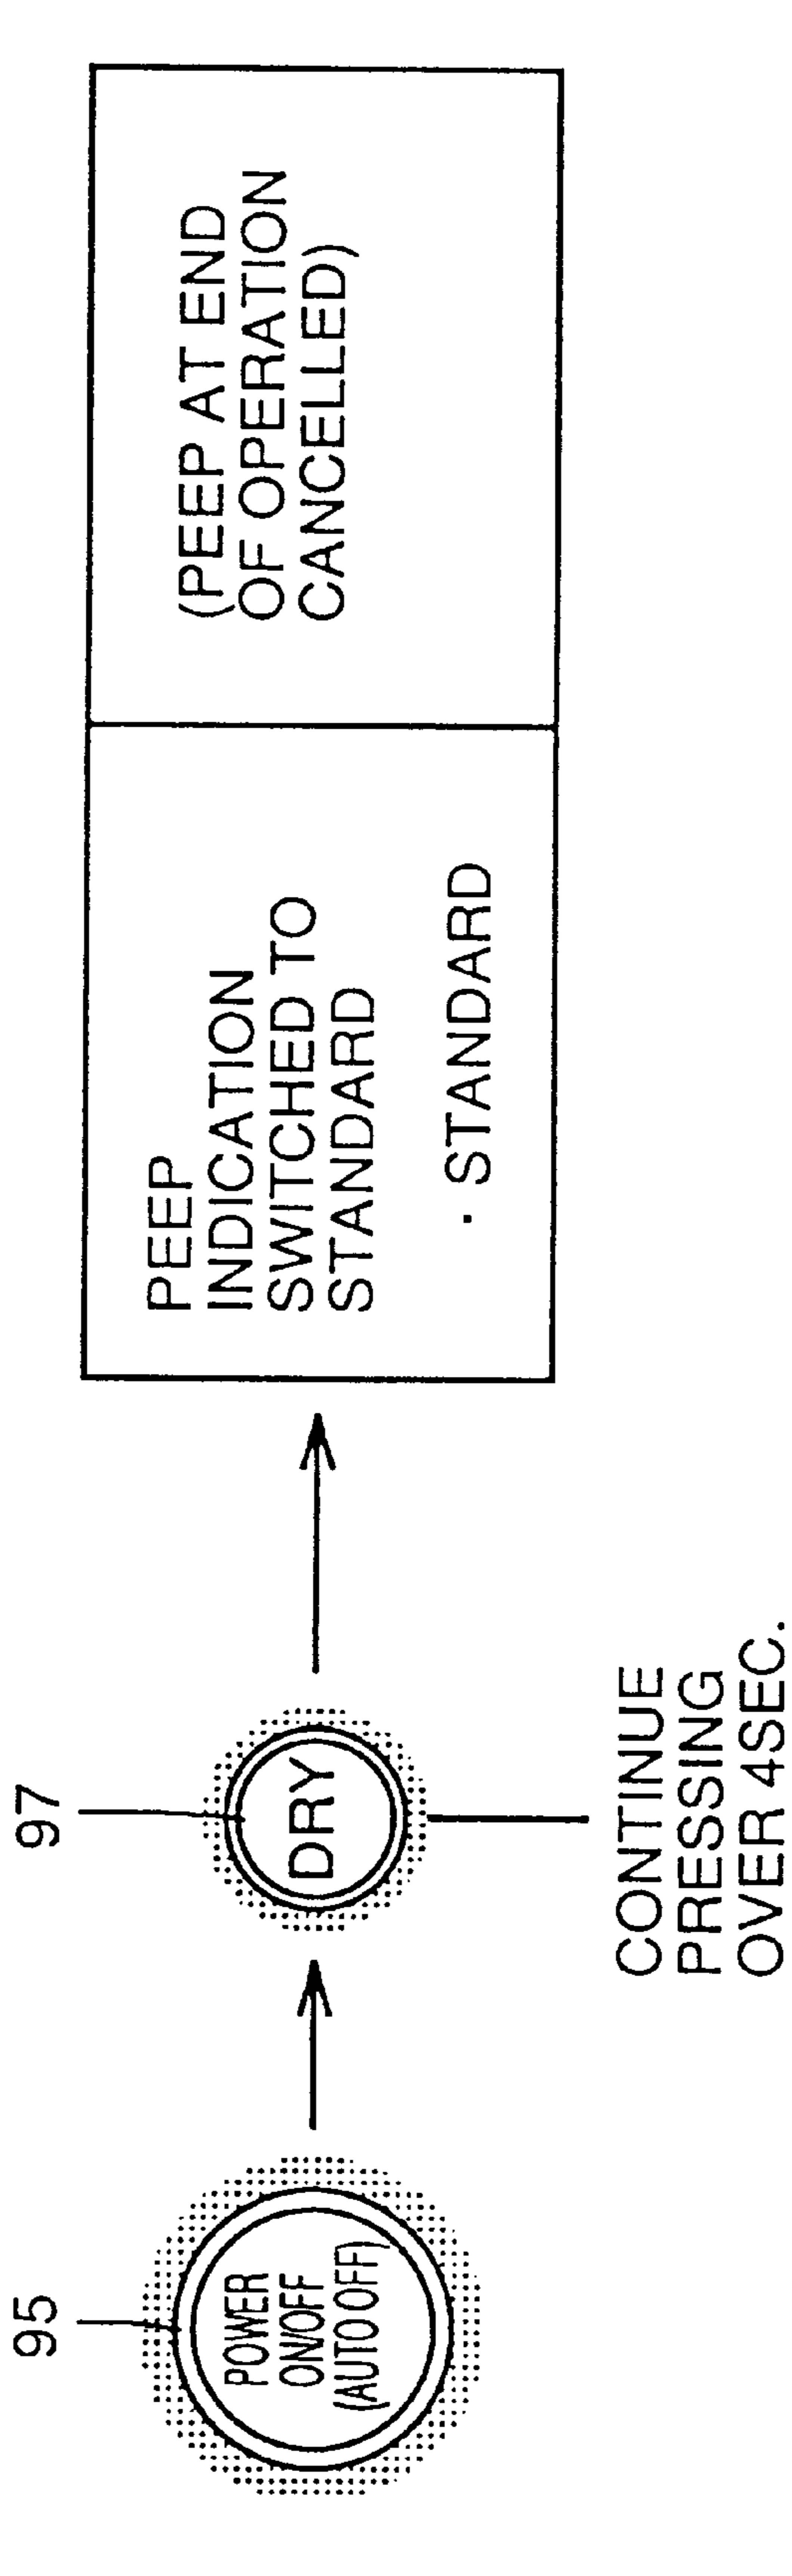 95
POWER
ON/OFF
(AUTO OFF)
97
DRY
CONTINUE
PRESSING
OVER 4SEC.
PEEP
INDICATION
SWITCHED TO
STANDARD
· STANDARD
(PEEP AT END
OF OPERATION
CANCELLED)